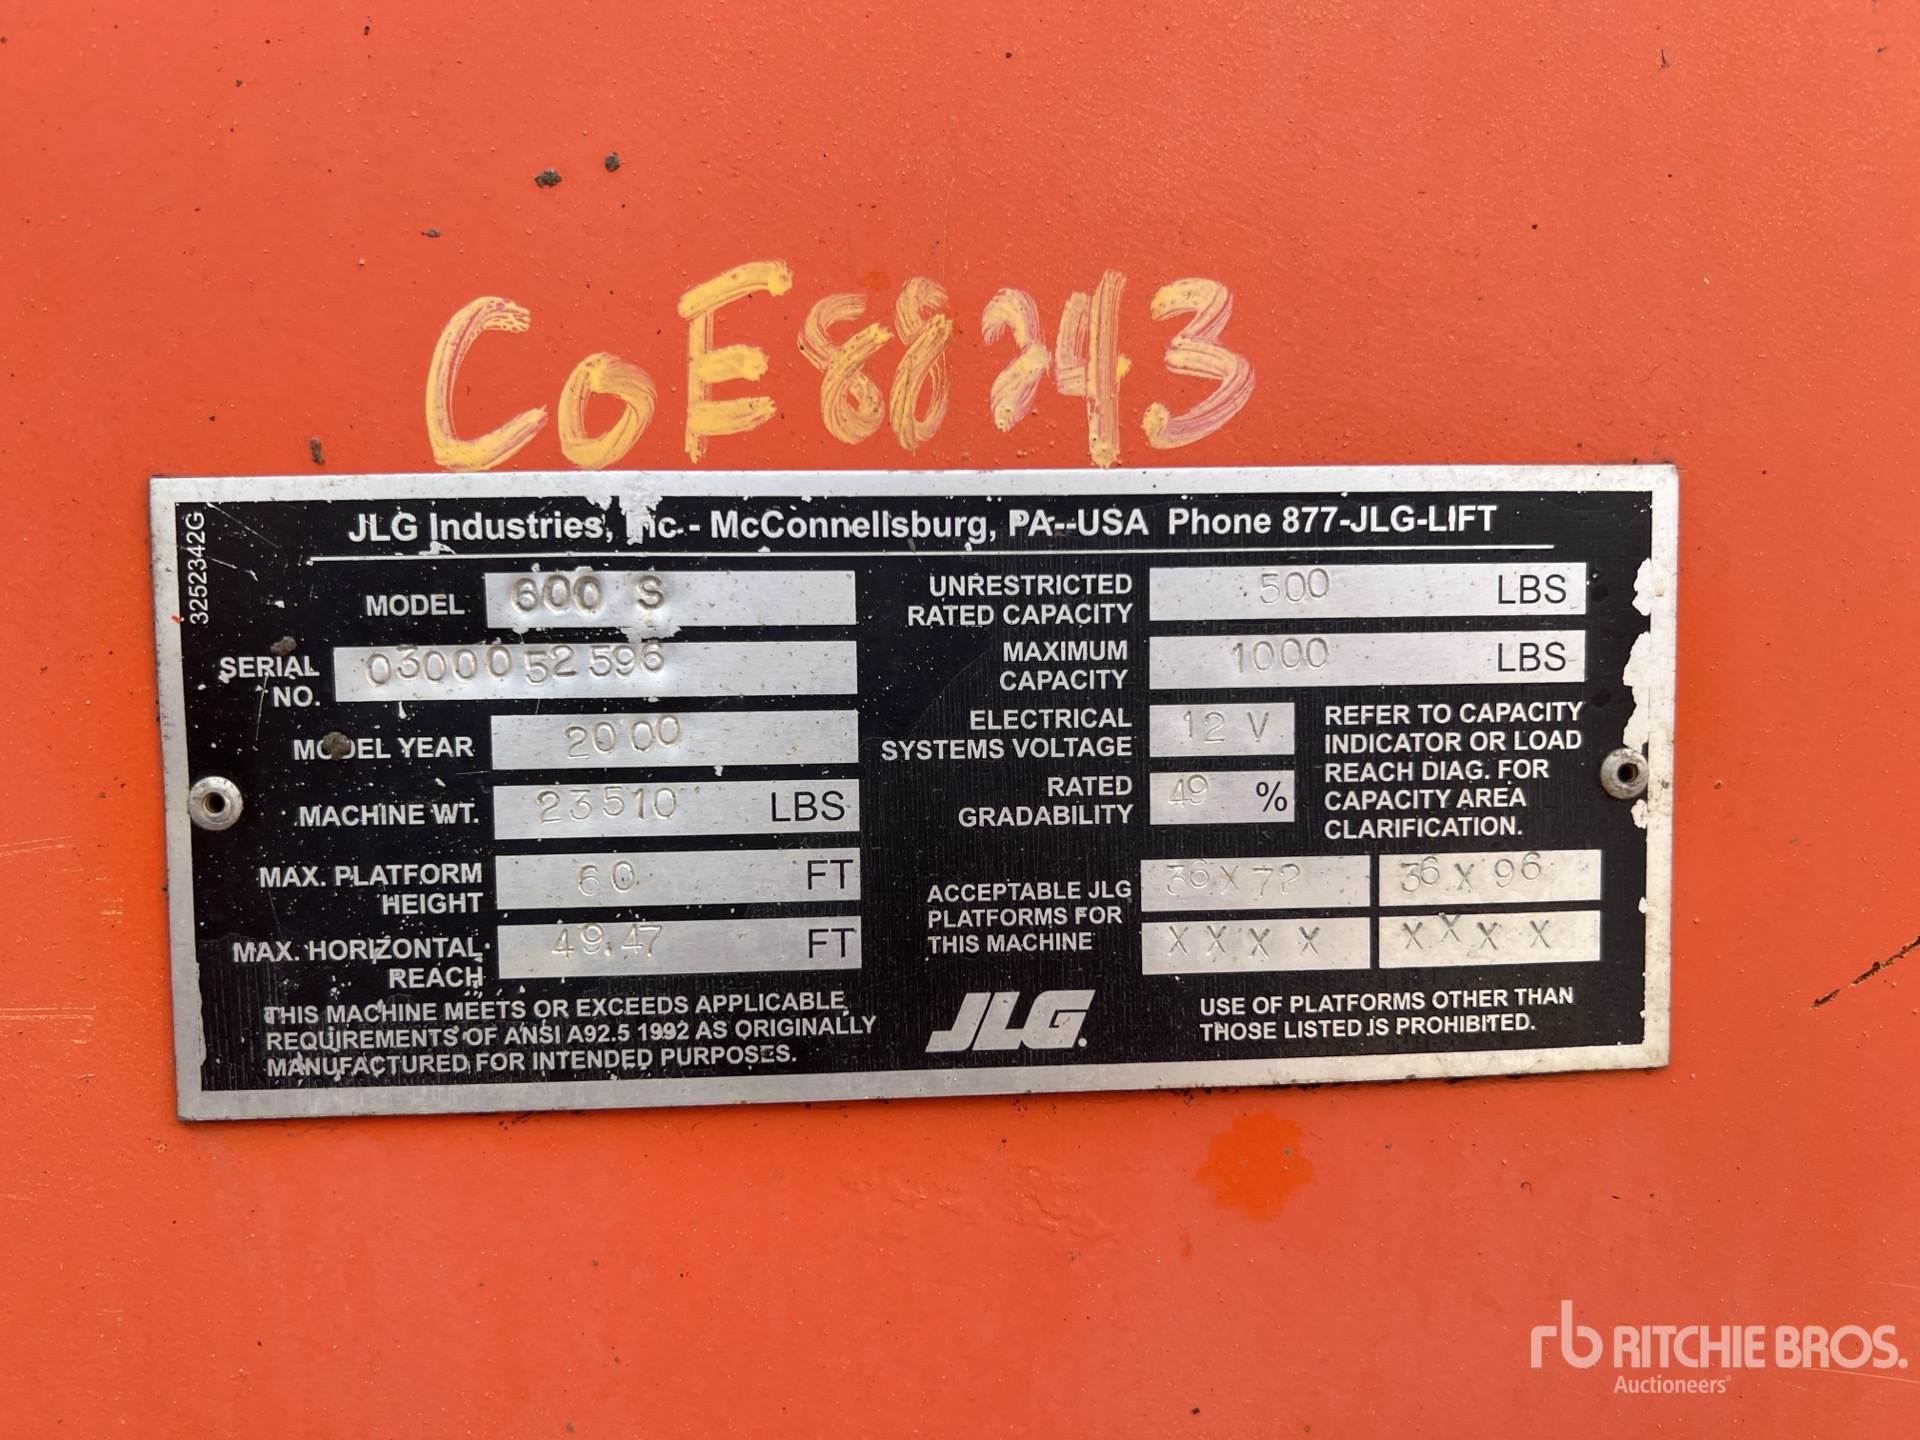 COE88243
32523342G
JLG Industries, Inc. - McConnellsburg, PA--USA Phone 877-JLG-LIFT
MODEL 600 S
SERIAL NO. 0300052596
MODEL YEAR 2000
MACHINE WT. 23510 LBS
MAX. PLATFORM HEIGHT 60 FT
MAX. HORIZONTAL REACH 49.47 FT
THIS MACHINE MEETS OR EXCEEDS APPLICABLE
REQUIREMENTS OF ANSI A92.5 1992 AS ORIGINALLY
MANUFACTURED FOR INTENDED PURPOSES.
UNRESTRICTED RATED CAPACITY 500 LBS
MAXIMUM CAPACITY 1000 LBS
ELECTRICAL SYSTEMS VOLTAGE 12 V
RATED GRADABILITY 49 %
REFER TO CAPACITY
INDICATOR OR LOAD
REACH DIAG. FOR
CAPACITY AREA
CLARIFICATION.
ACCEPTABLE JLG
PLATFORMS FOR
THIS MACHINE
36 X 72 36 X 96
X X X X X X X X
JLG.
USE OF PLATFORMS OTHER THAN
THOSE LISTED IS PROHIBITED.
rb RITCHIE BROS.
Auctioneers